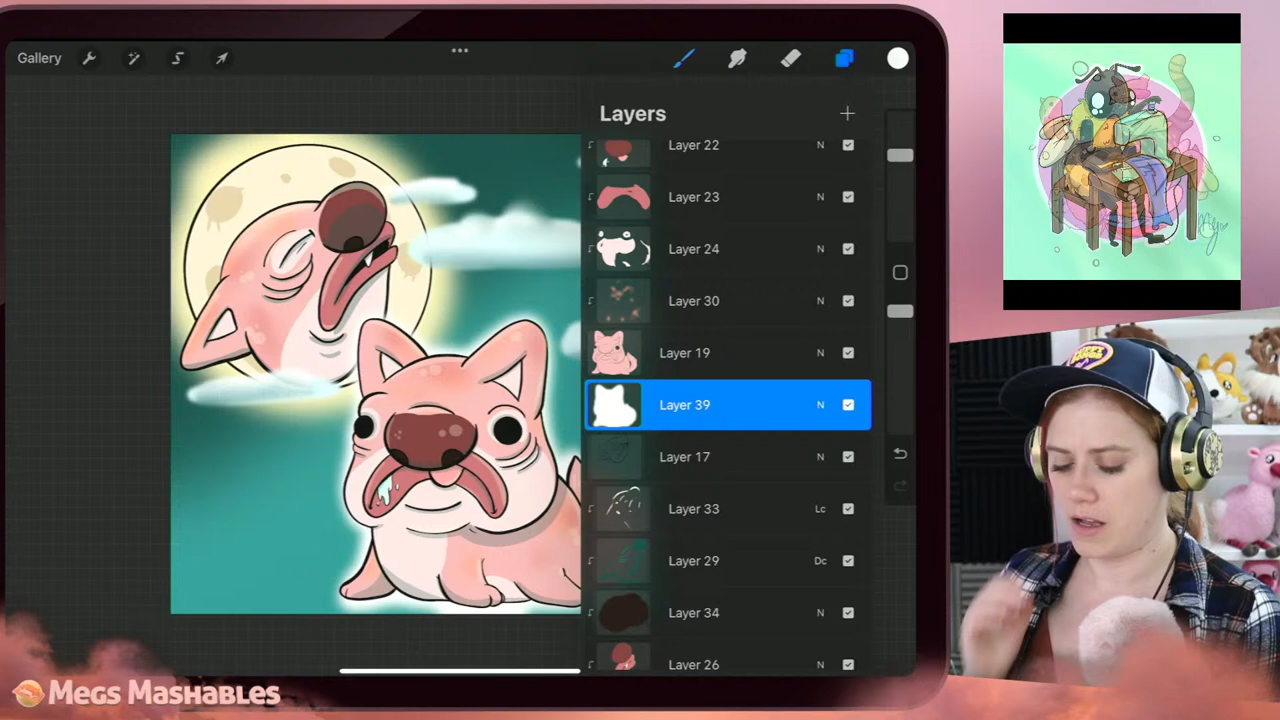 Gallery
Layers
Layer 22 N
Layer 23 N
Layer 24 N
Layer 30 N
Layer 19 N
Layer 39 N
Layer 17 N
Layer 33 Lc
Layer 29 Dc
Layer 34 N
Layer 26 N
Megs Mashables